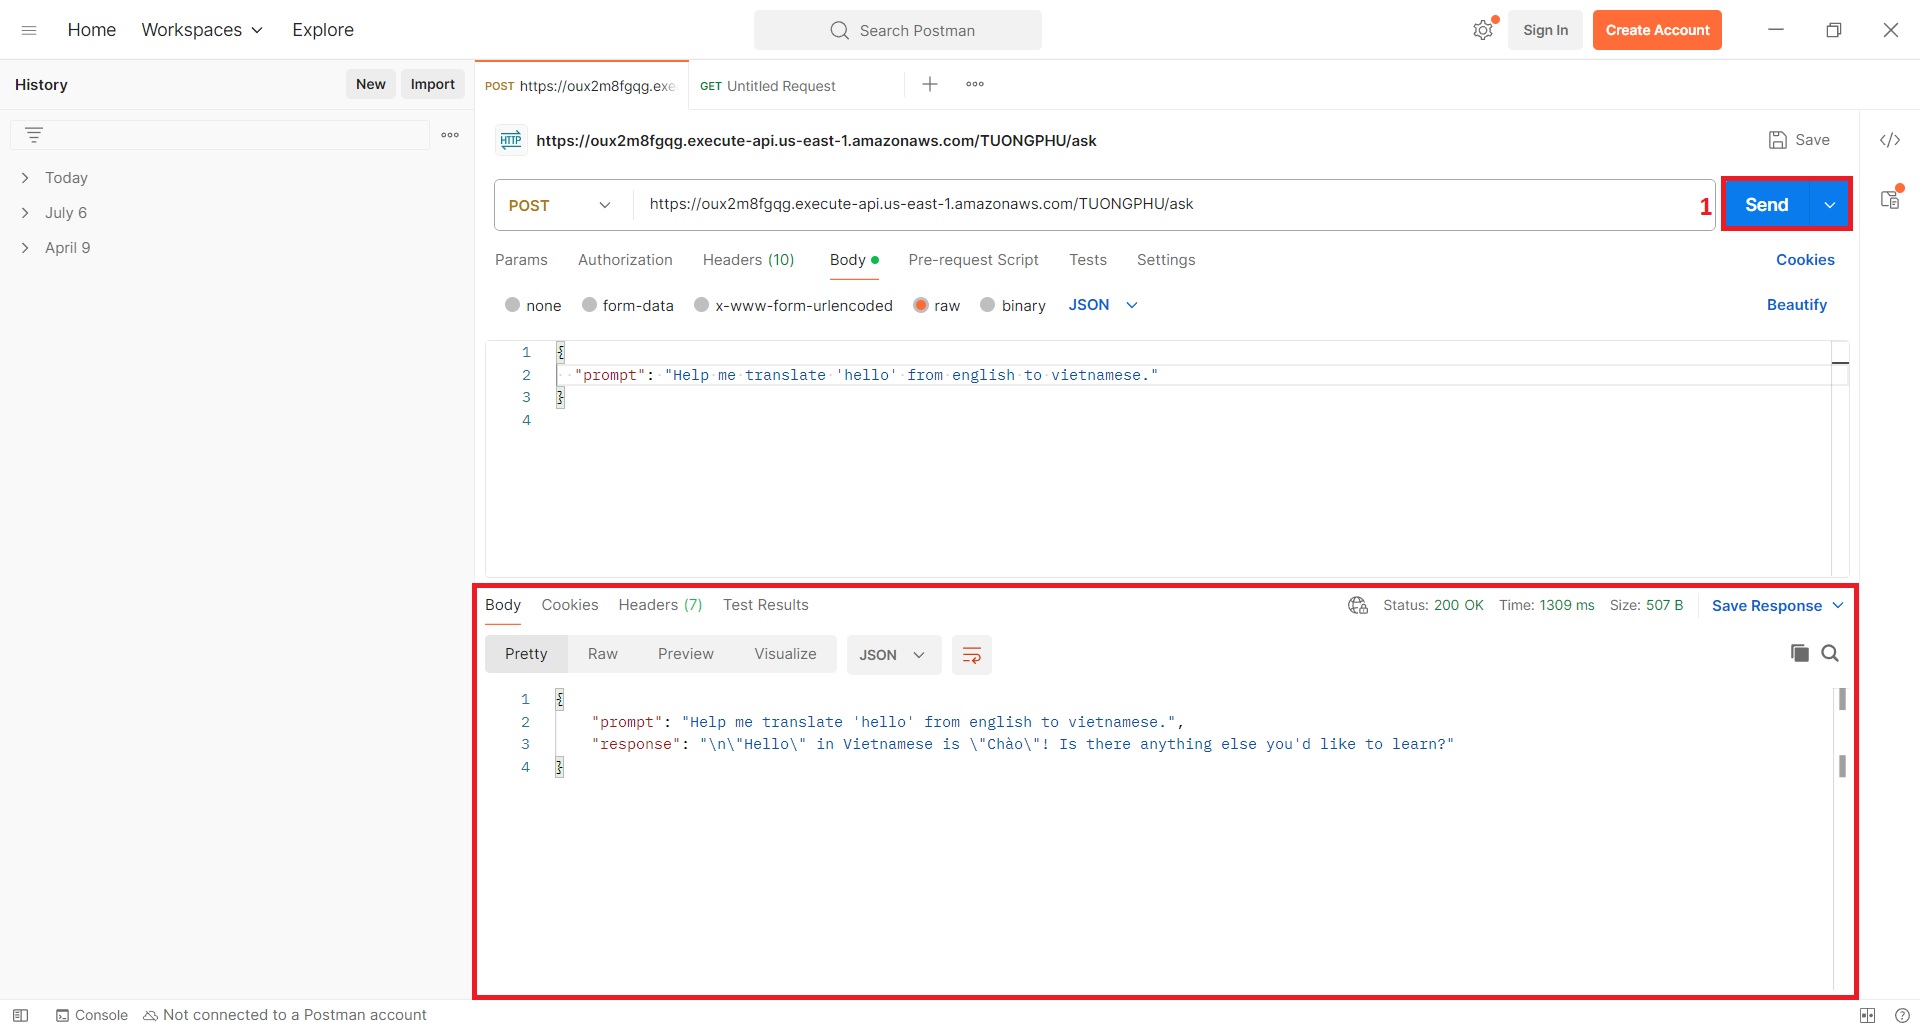 Home Workspaces Explore Search Postman Sign In Create Account
History New Import
POST https://oux2m8fgqg.exe GET Untitled Request
HTTP https://oux2m8fgqg.execute-api.us-east-1.amazonaws.com/TUONGPHU/ask Save
Today
July 6
April 9
POST https://oux2m8fgqg.execute-api.us-east-1.amazonaws.com/TUONGPHU/ask 1 Send
Params Authorization Headers (10) Body Pre-request Script Tests Settings Cookies
none form-data x-www-form-urlencoded raw binary JSON Beautify
1 {
2 "prompt": "Help me translate 'hello' from english to vietnamese."
3 }
4
Body Cookies Headers (7) Test Results Status: 200 OK Time: 1309 ms Size: 507 B Save Response
Pretty Raw Preview Visualize JSON
1 {
2 "prompt": "Help me translate 'hello' from english to vietnamese.",
3 "response": "\n\"Hello\" in Vietnamese is \"Chào\"! Is there anything else you'd like to learn?"
4 }
Console Not connected to a Postman account